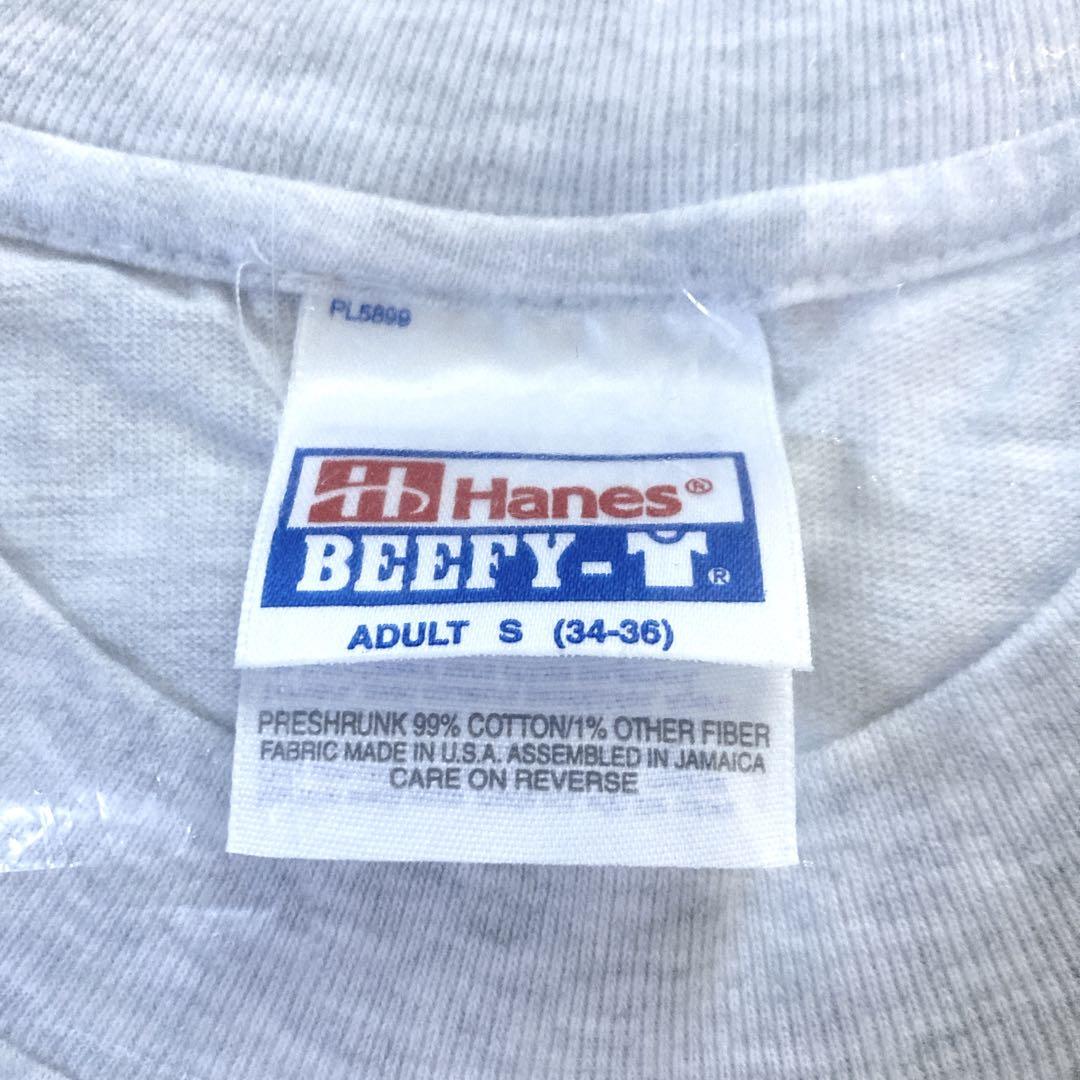 PL5899
Hanes®
BEEFY-T®
ADULT S (34-36)
PRESHRUNK 99% COTTON/1% OTHER FIBER
FABRIC MADE IN U.S.A. ASSEMBLED IN JAMAICA
CARE ON REVERSE